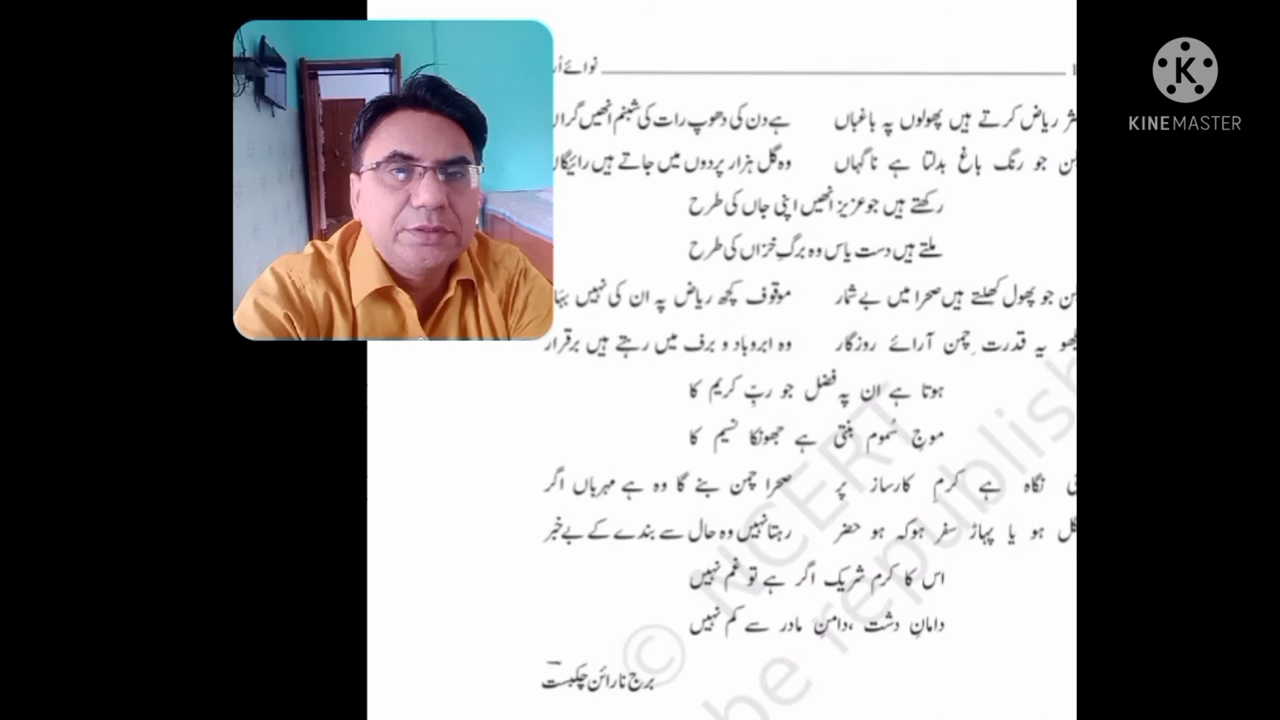 نوائے اُر
ریاض کرتے ہیں پھولوں پہ باغباں ہے دن کی دھوپ رات کی شبنم انھیں گراں
جو رنگ باغ بدلتا ہے ناگہاں وہ گل ہزار پردوں میں جاتے ہیں رائیگاں
رکھتے ہیں جو عزیز انھیں اپنی جاں کی طرح
ملتے ہیں دست یاس وہ برگِ خزاں کی طرح
جو پھول کھلتے ہیں صحرا میں بے شمار موقوف کچھ ریاض پہ ان کی نہیں بہا
یہ قدرت چمن آرائے روزگار وہ ابر و باد و برف میں رہتے ہیں برقرار
ہوتا ہے ان پہ فضل جو ربِّ کریم کا
موجِ سُموم بنتی ہے جھونکا نسیم کا
نگاہ ہے کرمِ کارساز پر صحرا چمن بنے گا وہ ہے مہرباں اگر
ہو یا پہاڑ سفر ہو کہ ہو حضر رہتا نہیں وہ حال سے بندے کے بے خبر
اس کا کرم شریک اگر ہے تو غم نہیں
دامانِ دشت ،دامنِ مادر سے کم نہیں
برج نارائن چکبست
© NCERT
be republish
KINEMASTER